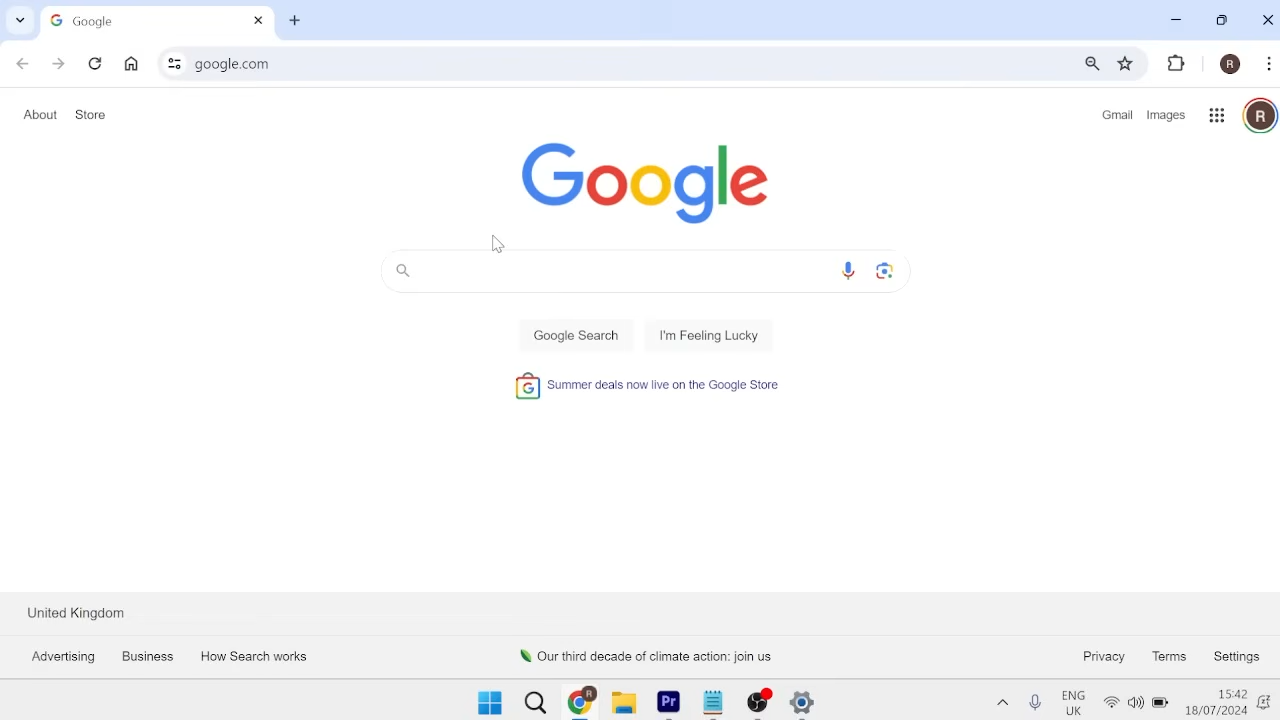 Google
google.com
R
About Store Gmail Images R
Google
Google Search I'm Feeling Lucky
G Summer deals now live on the Google Store
United Kingdom
Advertising Business How Search works Our third decade of climate action: join us Privacy Terms Settings
R Pr ENG 15:42
UK 18/07/2024